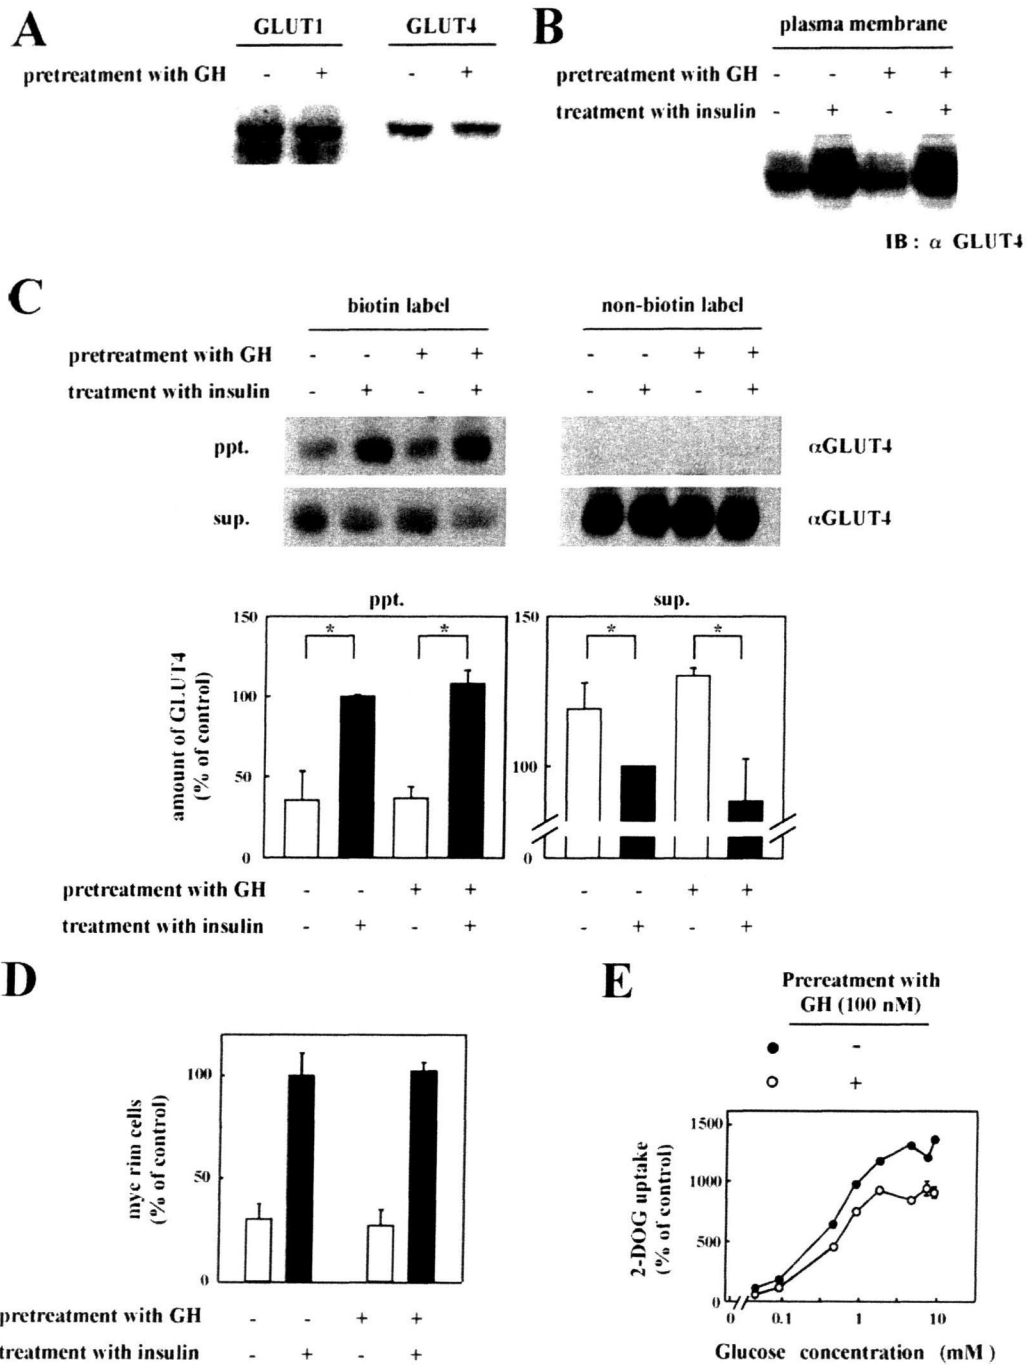 A
GLUT1 GLUT4
pretreatment with GH - + - +
B
plasma membrane
pretreatment with GH - - + +
treatment with insulin - + - +
IB : α GLUT4
C
biotin label non-biotin label
pretreatment with GH - - + + - - + +
treatment with insulin - + - + - + - +
ppt. αGLUT4
sup. αGLUT4
ppt. sup.
amount of GLUT4
(% of control)
150
100
50
0
* *
150
100
0
* *
pretreatment with GH - - + + - - + +
treatment with insulin - + - + - + - +
D
myc rim cells
(% of control)
100
50
0
pretreatment with GH - - + +
treatment with insulin - + - +
E
Prereatment with
GH (100 nM)
● -
○ +
2-DOG uptake
(% of control)
1500
1000
500
0
0 0.1 1 10
Glucose concentration (mM)